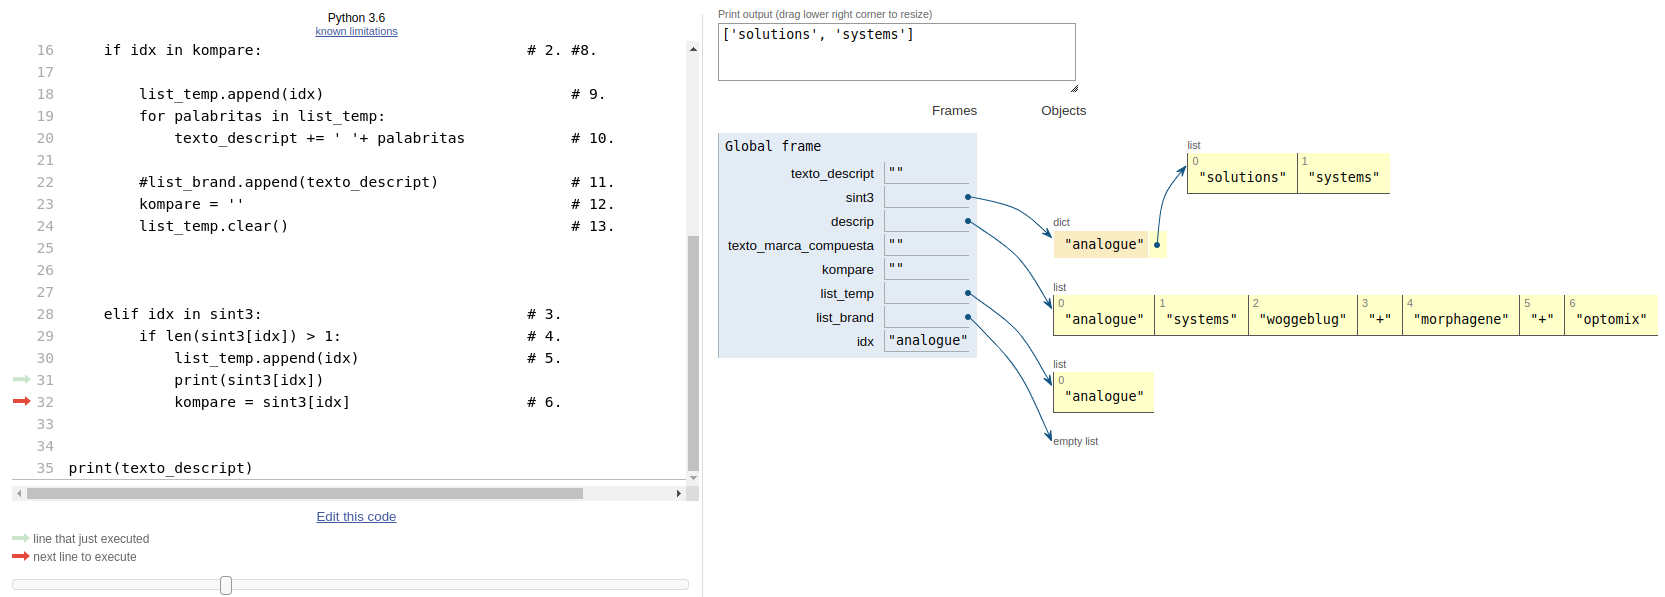 Python 3.6
known limitations
16     if idx in kompare:                              # 2. #8.
17
18         list_temp.append(idx)                            # 9.
19         for palabritas in list_temp:
20             texto_descript += ' '+ palabritas            # 10.
21
22         #list_brand.append(texto_descript)               # 11.
23         kompare = ''                                     # 12.
24         list_temp.clear()                                # 13.
25
26
27
28     elif idx in sint3:                              # 3.
29         if len(sint3[idx]) > 1:                     # 4.
30             list_temp.append(idx)                   # 5.
31             print(sint3[idx])
32             kompare = sint3[idx]                    # 6.
33
34
35 print(texto_descript)
Edit this code
line that just executed
next line to execute
Print output (drag lower right corner to resize)
['solutions', 'systems']
Frames Objects
Global frame
texto_descript ""
sint3
descrip
texto_marca_compuesta ""
kompare ""
list_temp
list_brand
idx "analogue"
list
0 1
"solutions" "systems"
dict
"analogue"
list
0 1 2 3 4 5 6
"analogue" "systems" "woggeblug" "+" "morphagene" "+" "optomix"
list
0
"analogue"
empty list